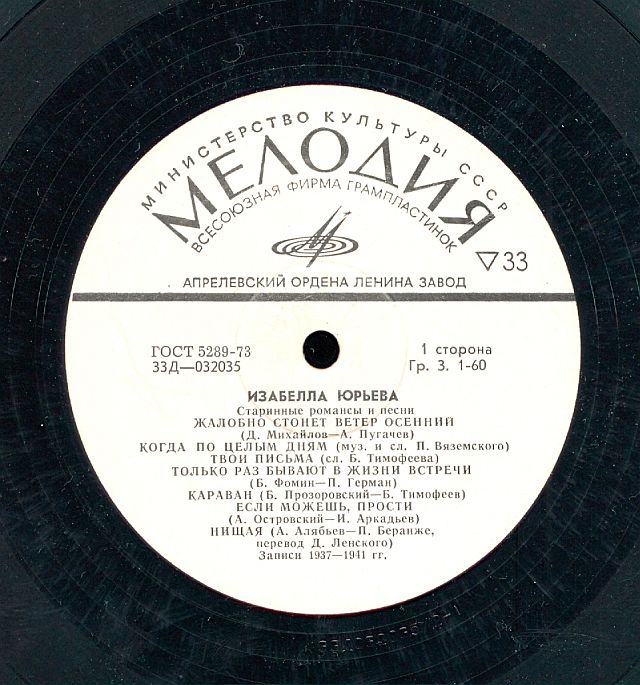 МИНИСТЕРСТВО КУЛЬТУРЫ СССР
МЕЛОДИЯ
ВСЕСОЮЗНАЯ ФИРМА ГРАМПЛАСТИНОК
▽33
АПРЕЛЕВСКИЙ ОРДЕНА ЛЕНИНА ЗАВОД
ГОСТ 5289-73
33Д—032035
1 сторона
Гр. 3. 1-60
ИЗАБЕЛЛА ЮРЬЕВА
Старинные романсы и песни
ЖАЛОБНО СТОНЕТ ВЕТЕР ОСЕННИЙ
(Д. Михайлов—А. Пугачев)
КОГДА ПО ЦЕЛЫМ ДНЯМ (муз. и сл. П. Вяземского)
ТВОИ ПИСЬМА (сл. Б. Тимофеева)
ТОЛЬКО РАЗ БЫВАЮТ В ЖИЗНИ ВСТРЕЧИ
(Б. Фомин—П. Герман)
КАРАВАН (Б. Прозоровский—Б. Тимофеев)
ЕСЛИ МОЖЕШЬ, ПРОСТИ
(А. Островский—И. Аркадьев)
НИЩАЯ (А. Алябьев—П. Беранже,
перевод Д. Ленского)
Записи 1937—1941 гг.